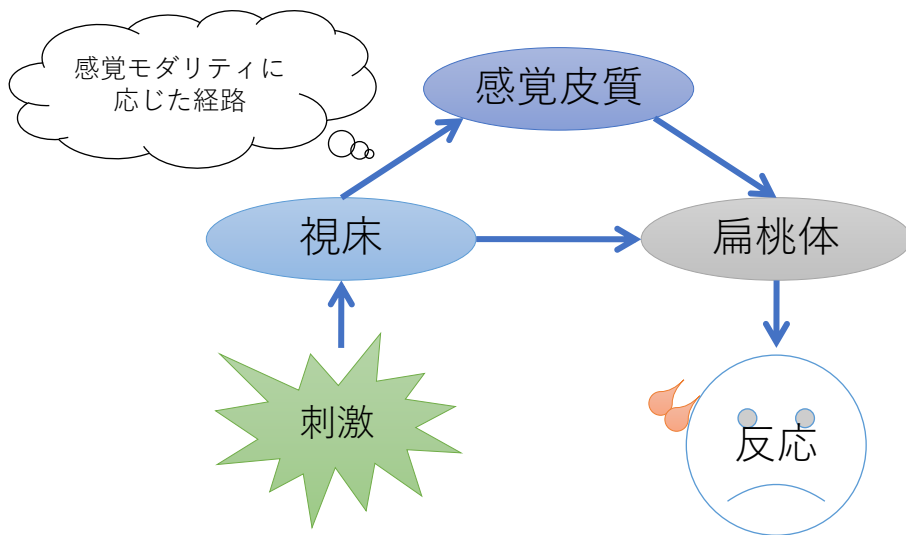 感覚モダリティに
応じた経路
感覚皮質
視床
扁桃体
刺激
反応